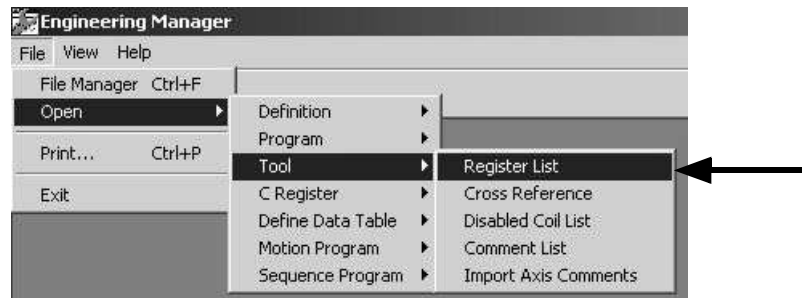 Engineering Manager
File View Help
File Manager Ctrl+F
Open
Print... Ctrl+P
Exit
Definition
Program
Tool
C Register
Define Data Table
Motion Program
Sequence Program
Register List
Cross Reference
Disabled Coil List
Comment List
Import Axis Comments